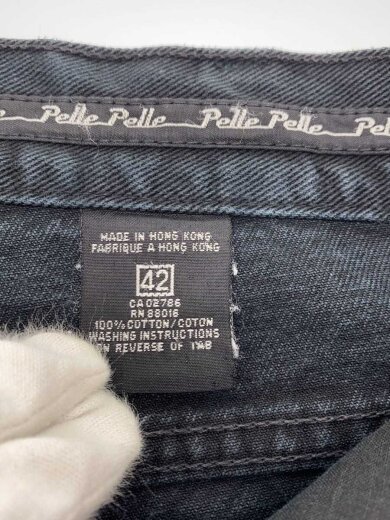 Pelle Pelle Pelle Pelle Pelle
MADE IN HONG KONG
FABRIQUE A HONG KONG
42
CA 02786
RN 88016
100% COTTON/COTON
WASHING INSTRUCTIONS
ON REVERSE OF TAB